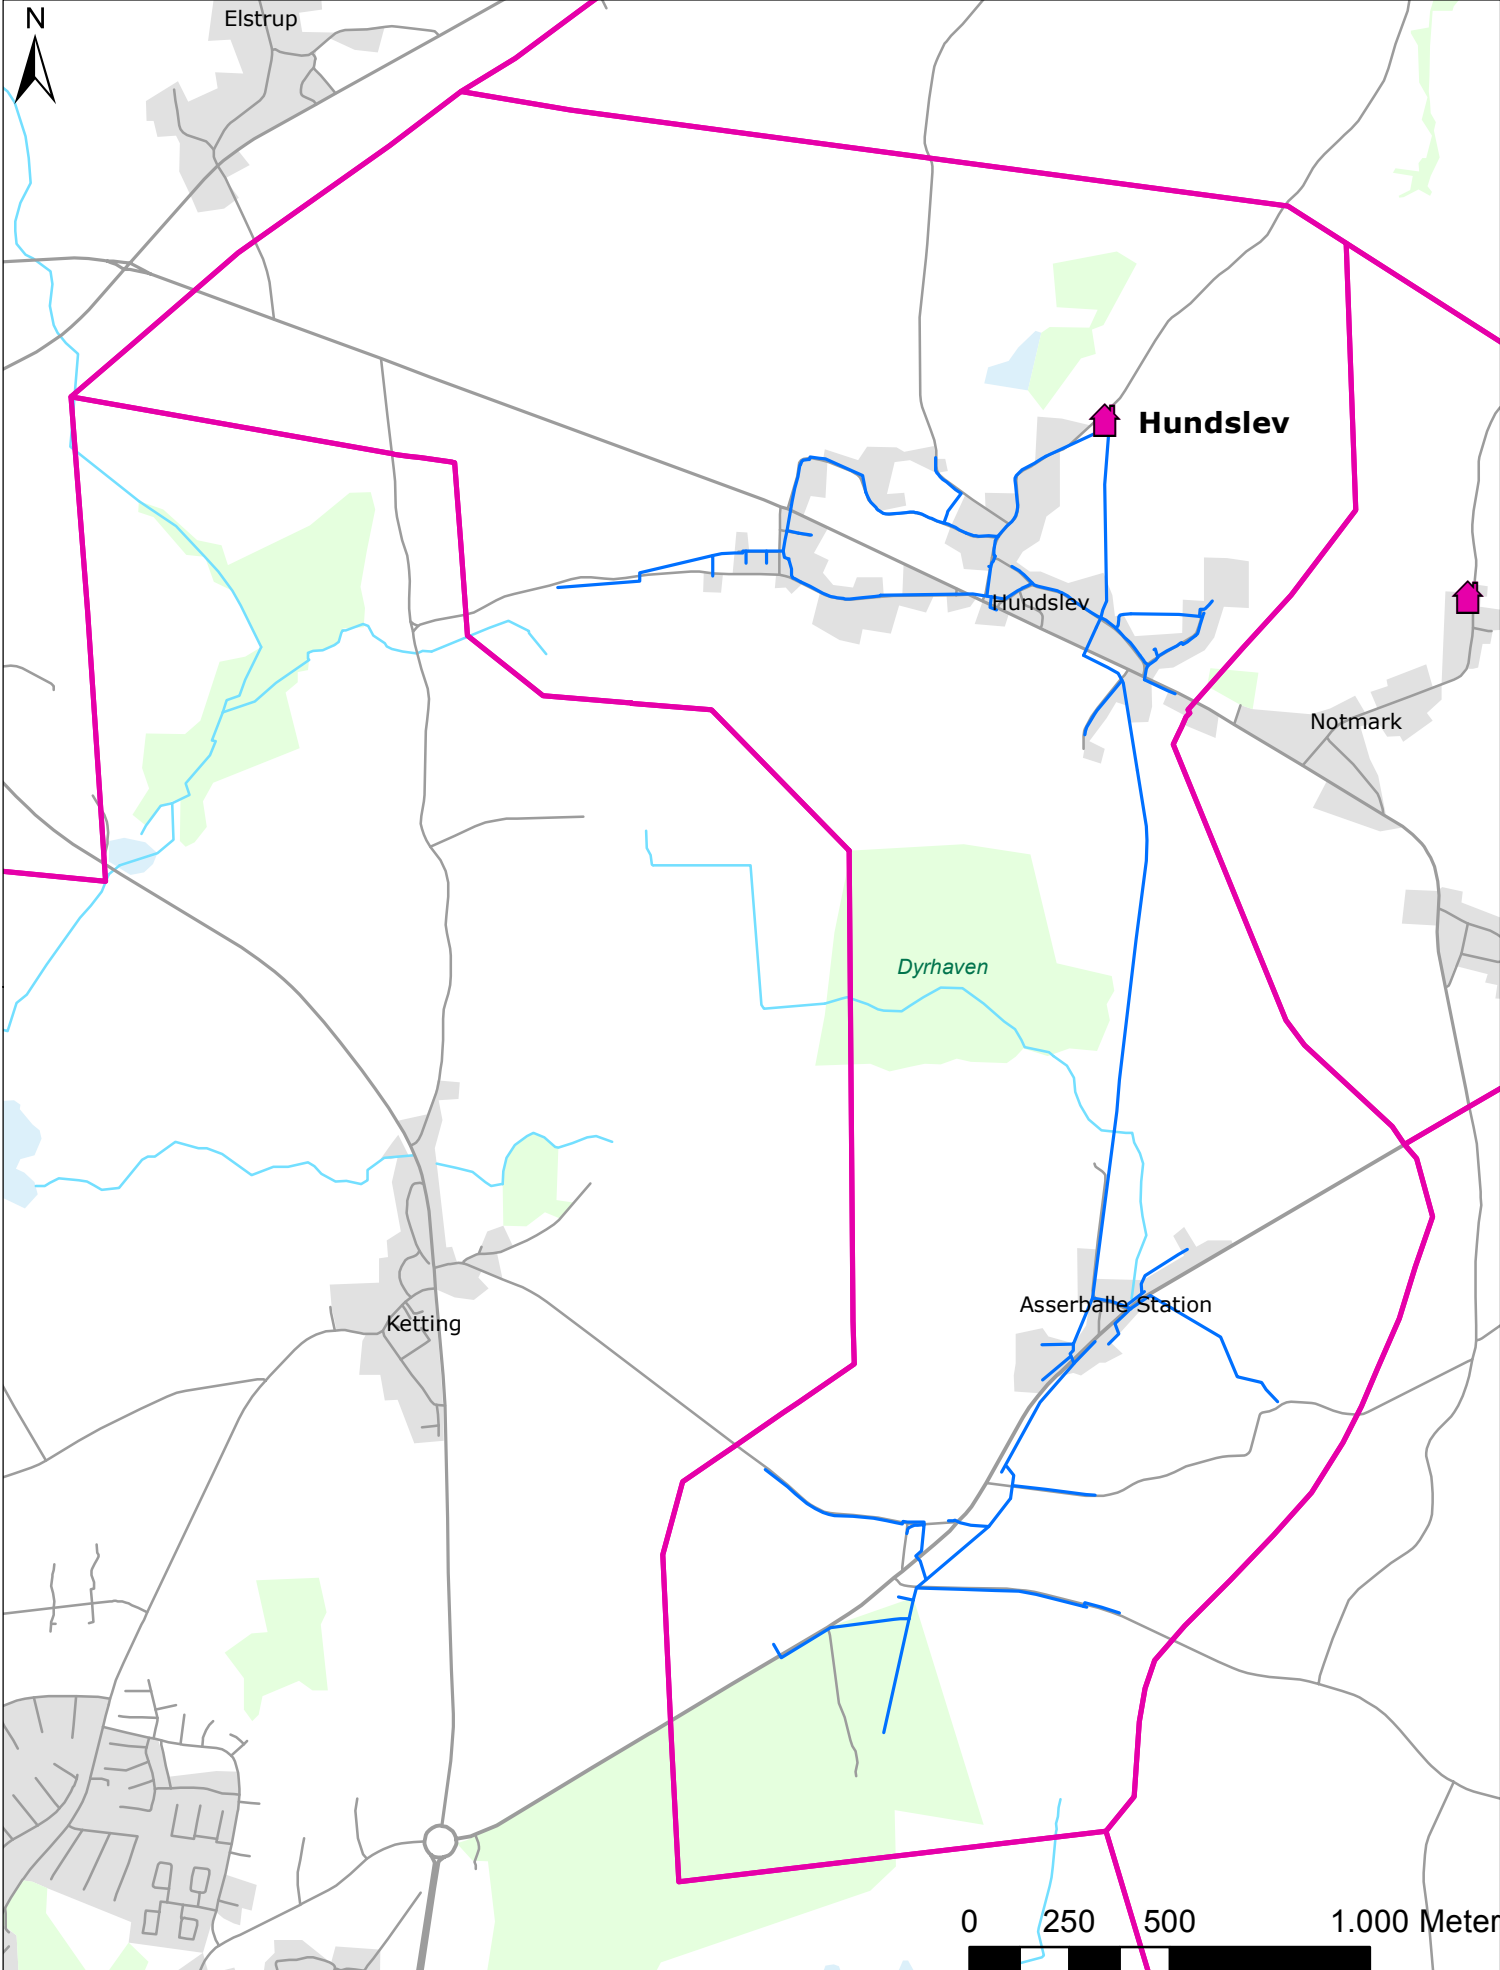 N
Elstrup
Hundslev
Hundslev
Notmark
Dyrhaven
Asserballe Station
Ketting
0 250 500 1.000 Meter